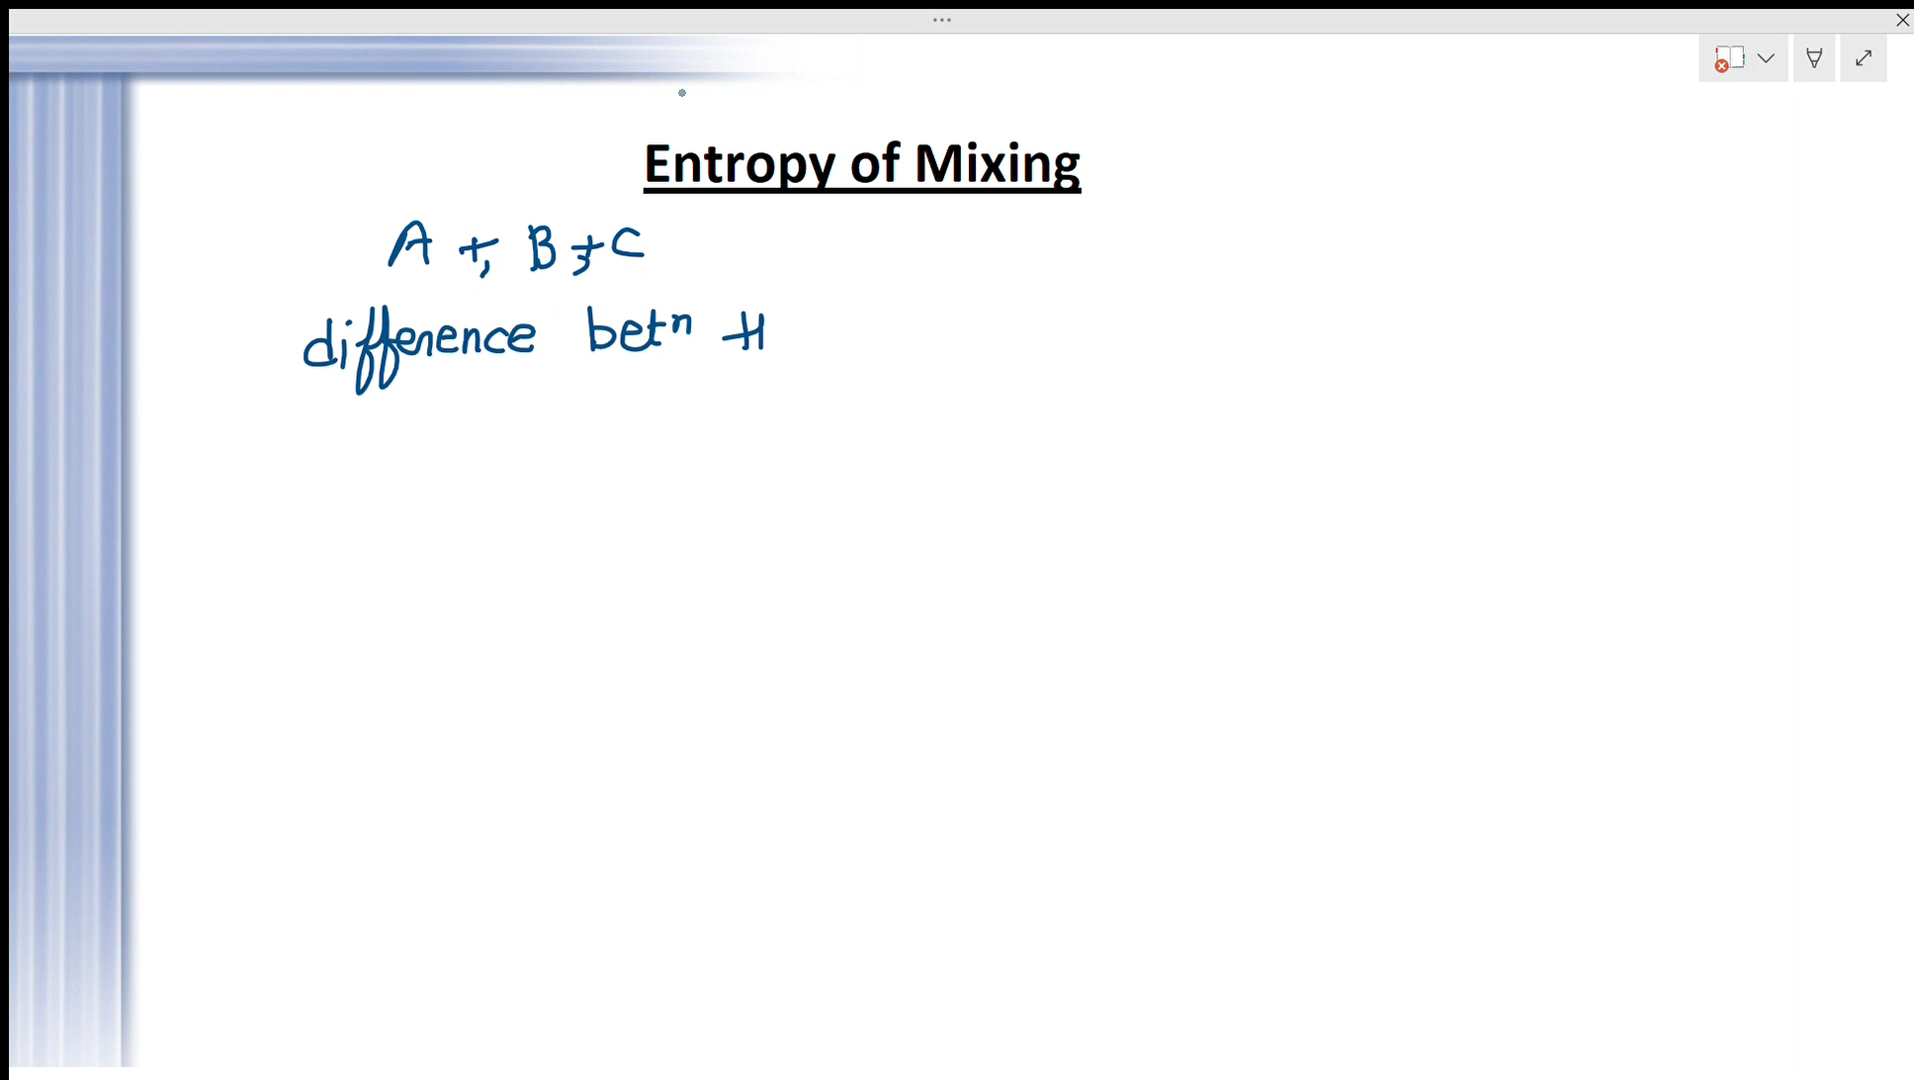 Entropy of Mixing
A +, B +, C
difference betⁿ